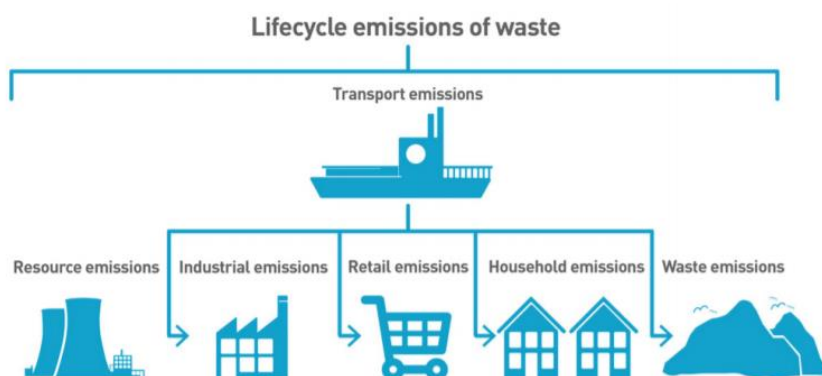 Lifecycle emissions of waste
Transport emissions
Resource emissions
Industrial emissions
Retail emissions
Household emissions
Waste emissions